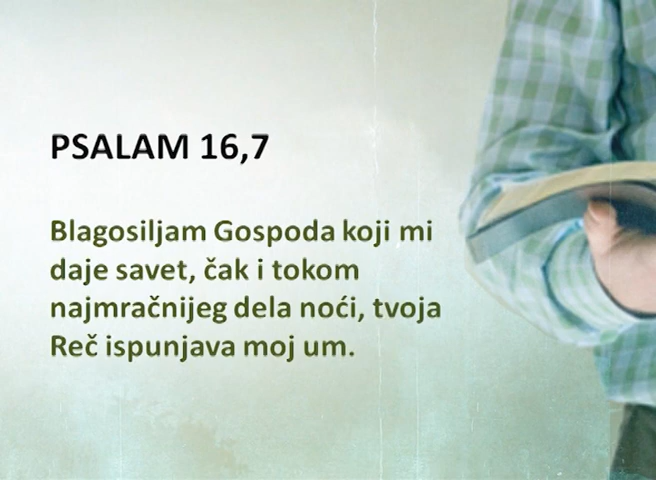 PSALAM 16,7
Blagosiljam Gospoda koji mi
daje savet, čak i tokom
najmračnijeg dela noći, tvoja
Reč ispunjava moj um.